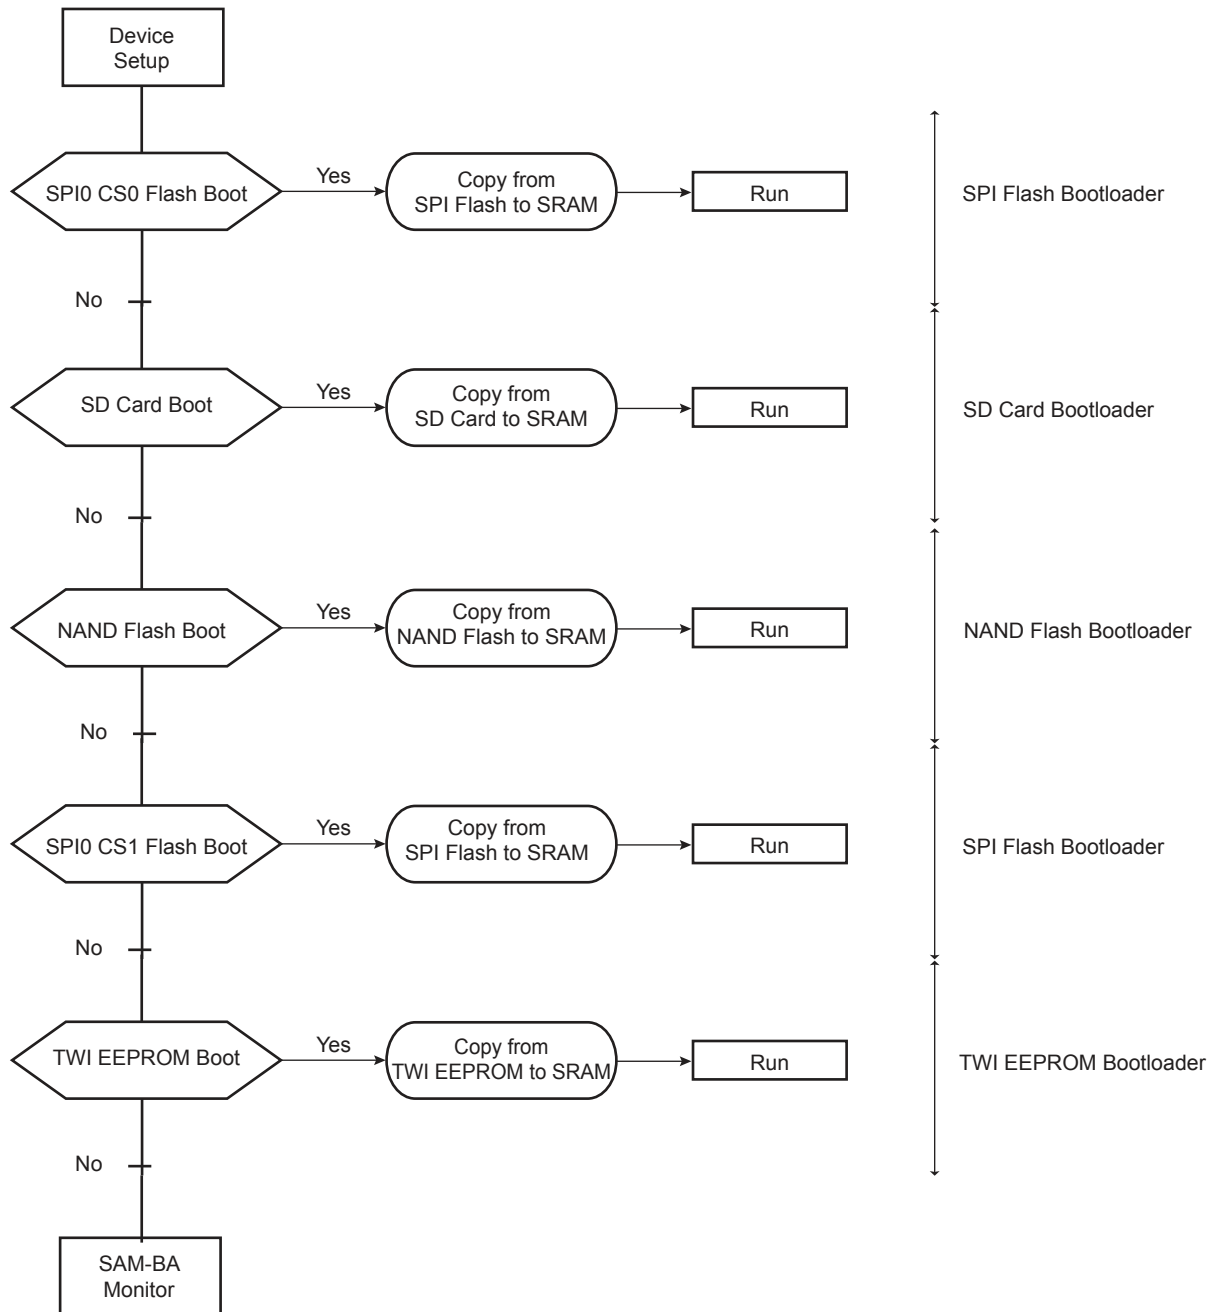 Device
Setup
SPI0 CS0 Flash Boot
Yes
Copy from
SPI Flash to SRAM
Run
SPI Flash Bootloader
No
SD Card Boot
Yes
Copy from
SD Card to SRAM
Run
SD Card Bootloader
No
NAND Flash Boot
Yes
Copy from
NAND Flash to SRAM
Run
NAND Flash Bootloader
No
SPI0 CS1 Flash Boot
Yes
Copy from
SPI Flash to SRAM
Run
SPI Flash Bootloader
No
TWI EEPROM Boot
Yes
Copy from
TWI EEPROM to SRAM
Run
TWI EEPROM Bootloader
No
SAM-BA
Monitor